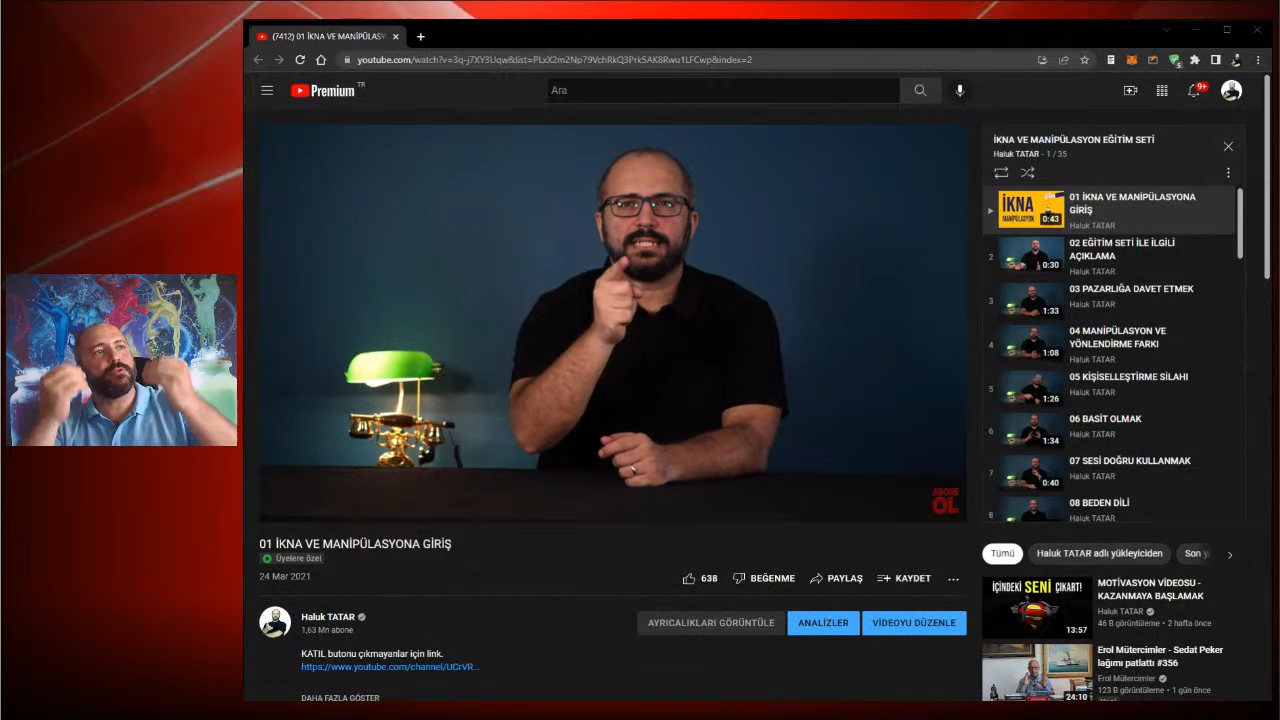 (7412) 01 İKNA VE MANİPÜLASY
youtube.com/watch?v=3q-j7XY3Uqw&list=PLxX2m2Np79VchRkQ3Prk5AK8Rwu1LFCwp&index=2
Premium TR
Ara
9+
ABONE
OL
İKNA VE MANİPÜLASYON EĞİTİM SETİ
Haluk TATAR - 1 / 35
İKNA
MANİPÜLASYON
0:43
01 İKNA VE MANİPÜLASYONA
GİRİŞ
Haluk TATAR
2
0:30
02 EĞİTİM SETİ İLE İLGİLİ
AÇIKLAMA
Haluk TATAR
3
1:33
03 PAZARLIĞA DAVET ETMEK
Haluk TATAR
4
1:08
04 MANİPÜLASYON VE
YÖNLENDİRME FARKI
Haluk TATAR
5
1:26
05 KİŞİSELLEŞTİRME SİLAHI
Haluk TATAR
6
1:34
06 BASİT OLMAK
Haluk TATAR
7
0:40
07 SESİ DOĞRU KULLANMAK
Haluk TATAR
8
08 BEDEN DİLİ
Haluk TATAR
01 İKNA VE MANİPÜLASYONA GİRİŞ
Üyelere özel
24 Mar 2021
638
BEĞENME
PAYLAŞ
KAYDET
Haluk TATAR
1,63 Mn abone
AYRICALIKLARI GÖRÜNTÜLE
ANALİZLER
VİDEOYU DÜZENLE
KATIL butonu çıkmayanlar için link.
https://www.youtube.com/channel/UCrVR...
DAHA FAZLA GÖSTER
Tümü
Haluk TATAR adlı yükleyiciden
Son y
İÇİNDEKİ SENİ ÇIKART!
13:57
MOTİVASYON VİDEOSU -
KAZANMAYA BAŞLAMAK
Haluk TATAR
46 B görüntüleme • 2 hafta önce
24:10
Erol Mütercimler - Sedat Peker
lağımı patlattı #356
Erol Mütercimler
123 B görüntüleme • 1 gün önce